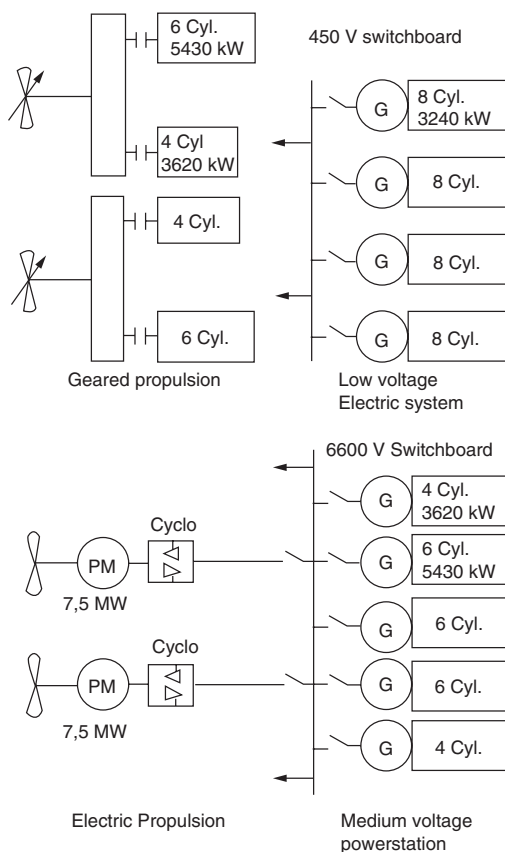 6 Cyl.
5430 kW
4 Cyl
3620 kW
4 Cyl.
6 Cyl.
Geared propulsion
450 V switchboard
G
8 Cyl.
3240 kW
G
8 Cyl.
G
8 Cyl.
G
8 Cyl.
Low voltage
Electric system
6600 V Switchboard
G
4 Cyl.
3620 kW
Cyclo
PM
7,5 MW
G
6 Cyl.
5430 kW
G
6 Cyl.
Cyclo
PM
7,5 MW
G
6 Cyl.
G
4 Cyl.
Electric Propulsion
Medium voltage
powerstation